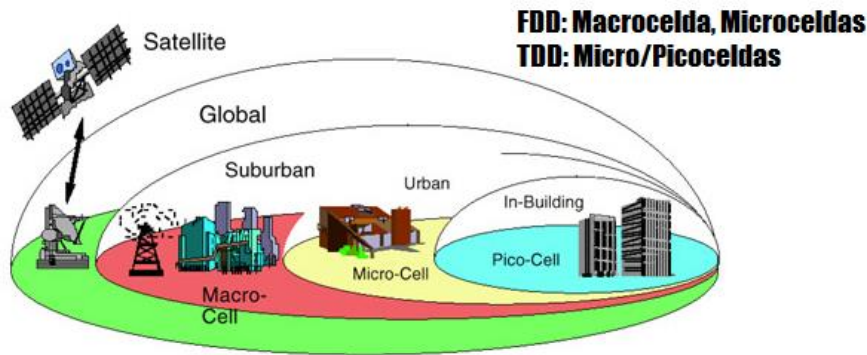 FDD: Macrocelda, Microceldas
TDD: Micro/Picoceldas
Satellite
Global
Suburban
Urban
In-Building
Pico-Cell
Micro-Cell
Macro-
Cell